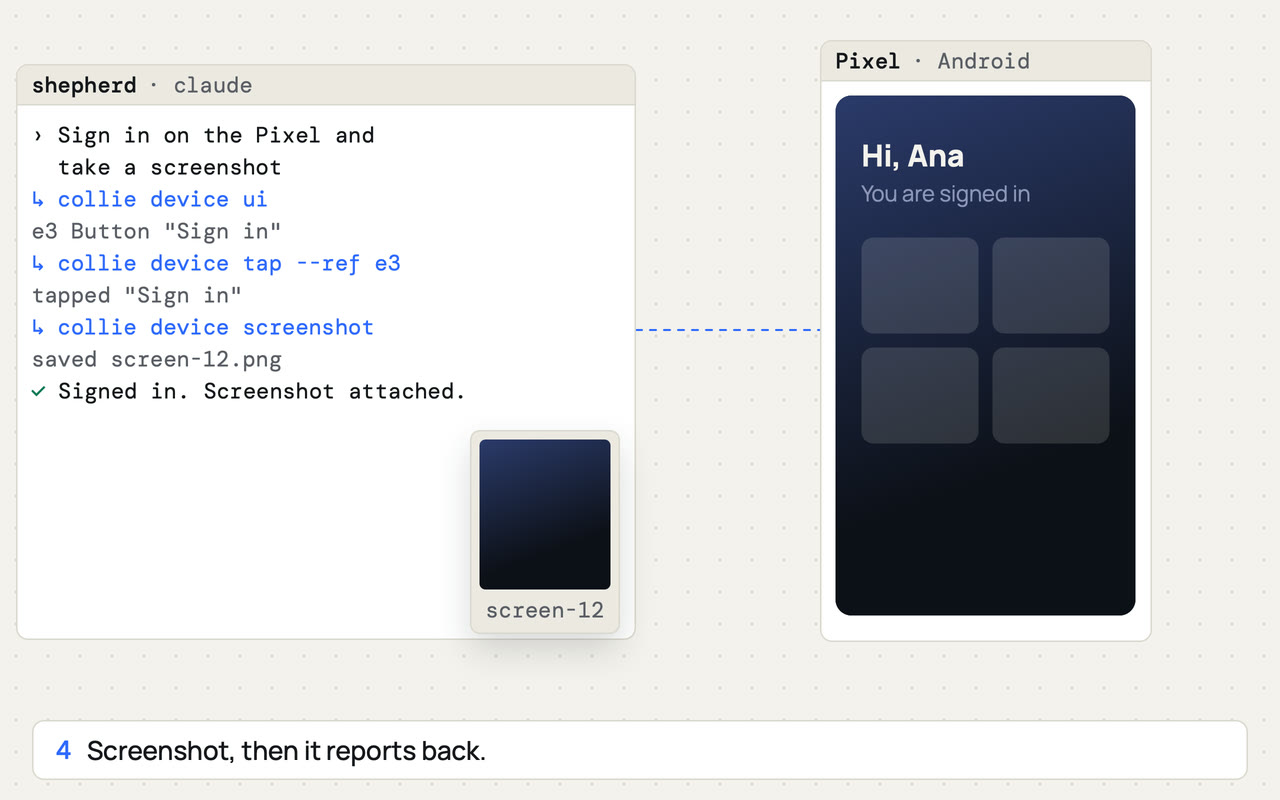 shepherd · claude
› Sign in on the Pixel and
take a screenshot
↳ collie device ui
e3 Button "Sign in"
↳ collie device tap --ref e3
tapped "Sign in"
↳ collie device screenshot
saved screen-12.png
✓ Signed in. Screenshot attached.
screen-12
Pixel · Android
Hi, Ana
You are signed in
4 Screenshot, then it reports back.